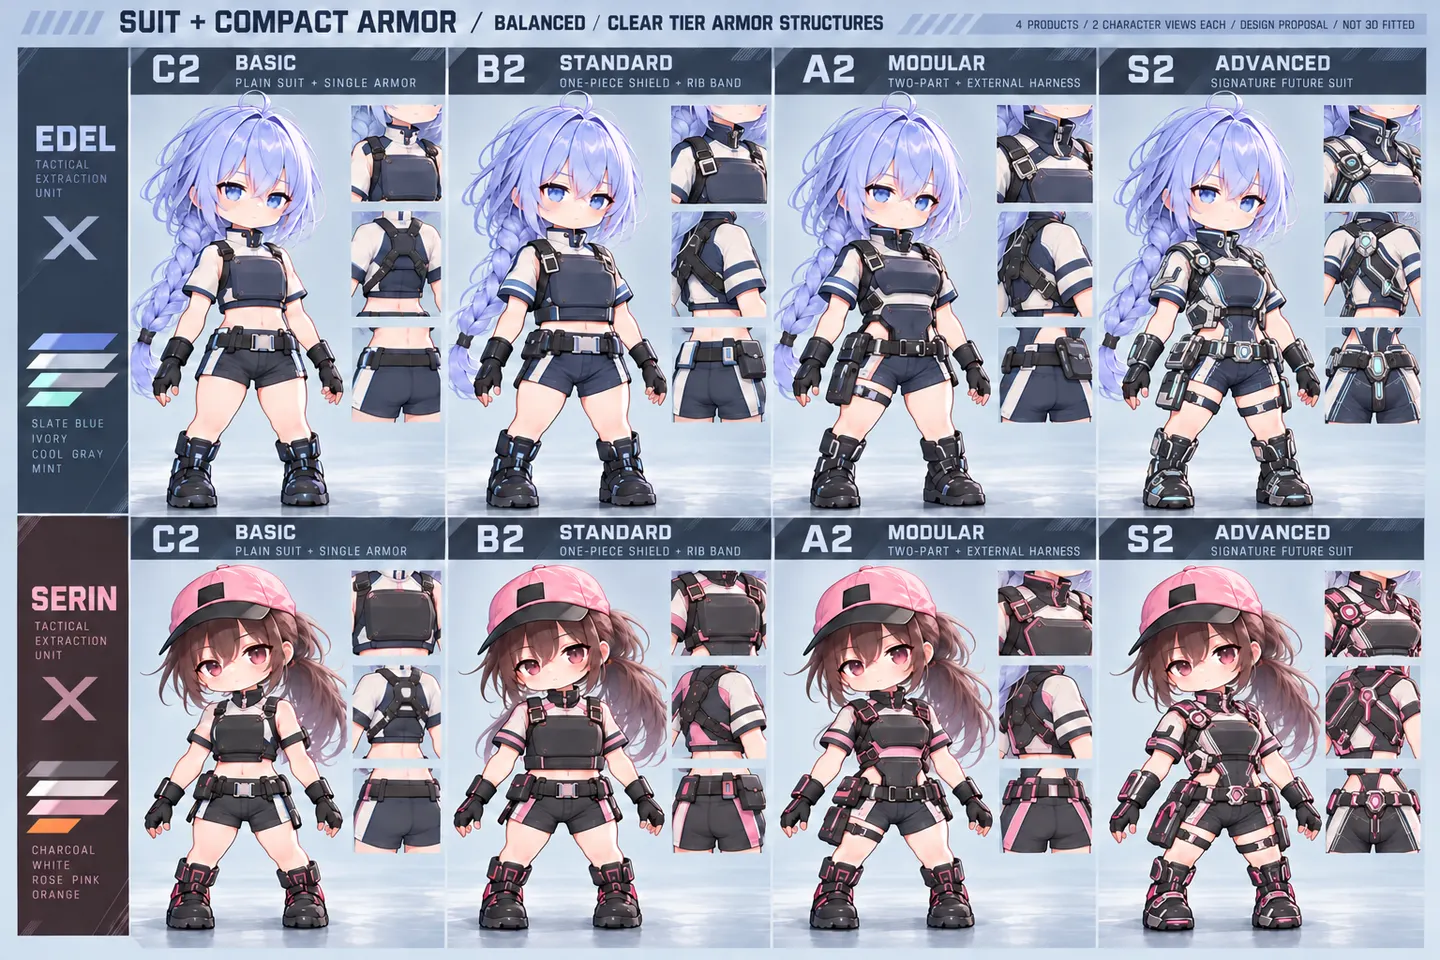 SUIT + COMPACT ARMOR / BALANCED / CLEAR TIER ARMOR STRUCTURES
4 PRODUCTS / 2 CHARACTER VIEWS EACH / DESIGN PROPOSAL / NOT 3D FITTED
EDEL
TACTICAL
EXTRACTION
UNIT
X
SLATE BLUE
IVORY
COOL GRAY
MINT
C2 BASIC
PLAIN SUIT + SINGLE ARMOR
B2 STANDARD
ONE-PIECE SHIELD + RIB BAND
A2 MODULAR
TWO-PART + EXTERNAL HARNESS
S2 ADVANCED
SIGNATURE FUTURE SUIT
SERIN
TACTICAL
EXTRACTION
UNIT
X
CHARCOAL
WHITE
ROSE PINK
ORANGE
C2 BASIC
PLAIN SUIT + SINGLE ARMOR
B2 STANDARD
ONE-PIECE SHIELD + RIB BAND
A2 MODULAR
TWO-PART + EXTERNAL HARNESS
S2 ADVANCED
SIGNATURE FUTURE SUIT